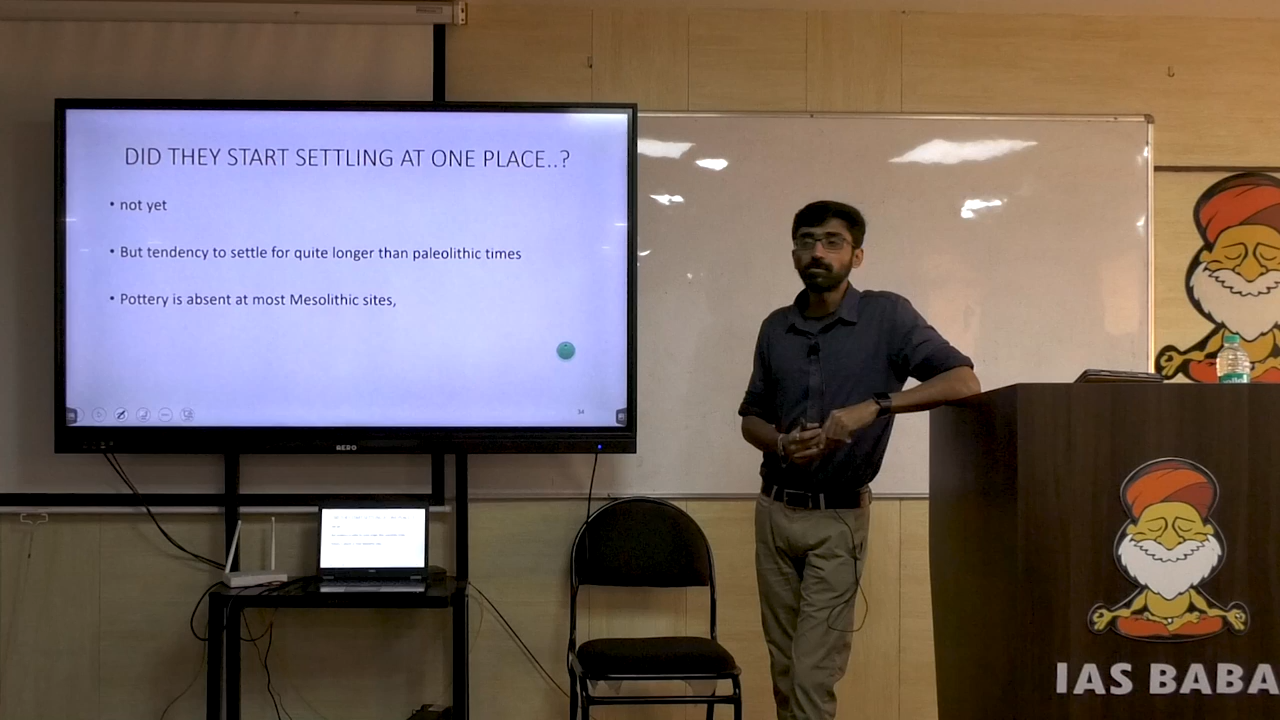 DID THEY START SETTLING AT ONE PLACE..?
• not yet
• But tendency to settle for quite longer than paleolithic times
• Pottery is absent at most Mesolithic sites,
34
AERO
IAS BABA